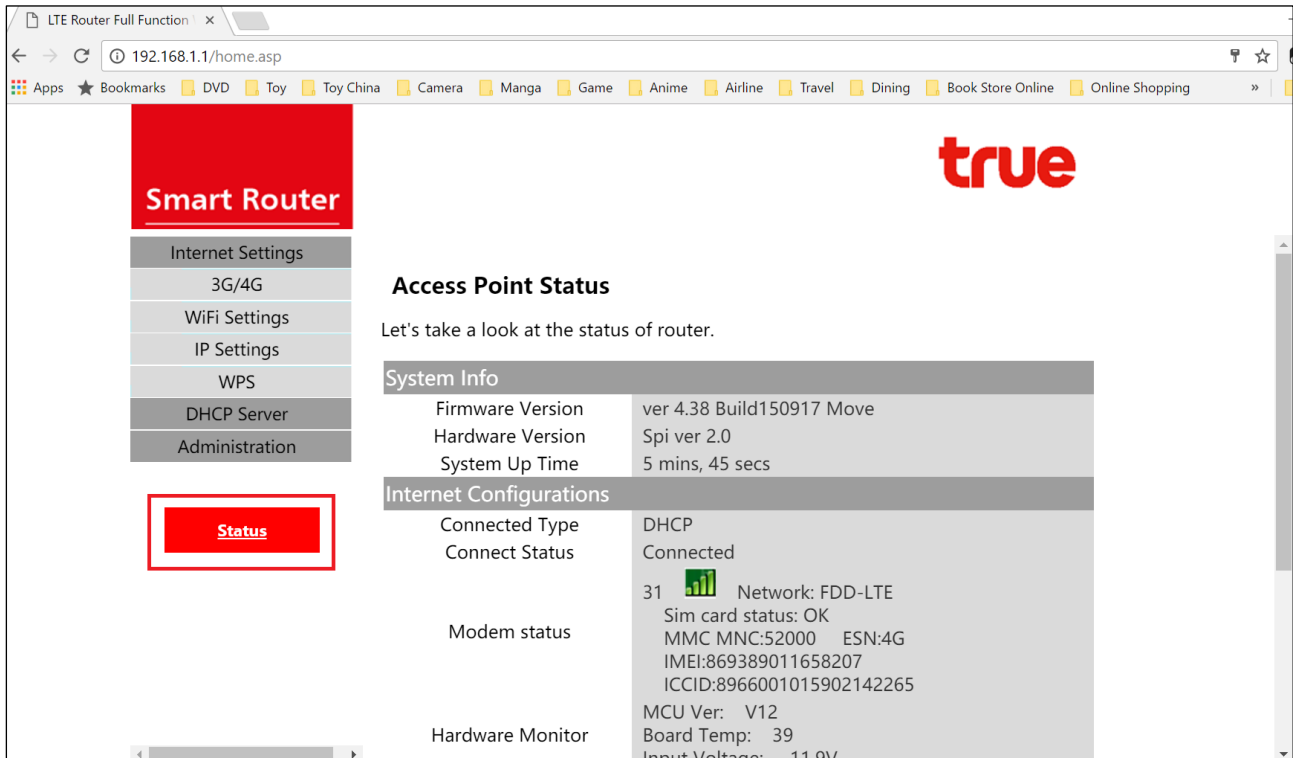 LTE Router Full Function
192.168.1.1/home.asp
Apps Bookmarks DVD Toy Toy China Camera Manga Game Anime Airline Travel Dining Book Store Online Online Shopping »
Smart Router
true
Internet Settings
3G/4G
WiFi Settings
IP Settings
WPS
DHCP Server
Administration
Status
Access Point Status
Let's take a look at the status of router.
System Info
Firmware Version ver 4.38 Build150917 Move
Hardware Version Spi ver 2.0
System Up Time 5 mins, 45 secs
Internet Configurations
Connected Type DHCP
Connect Status Connected
Modem status
31 Network: FDD-LTE
Sim card status: OK
MMC MNC:52000 ESN:4G
IMEI:869389011658207
ICCID:8966001015902142265
Hardware Monitor
MCU Ver: V12
Board Temp: 39
Input Voltage: 11.9V